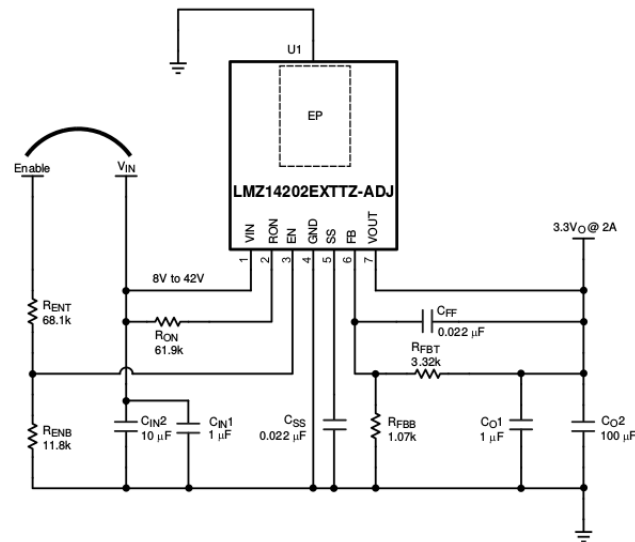 U1
EP
Enable
VIN
LMZ14202EXTTZ-ADJ
VIN
RON
EN
GND
SS
FB
VOUT
1
2
3
4
5
6
7
3.3VO @ 2A
8V to 42V
RENT
68.1k
RON
61.9k
CFF
0.022 μF
RFBT
3.32k
RENB
11.8k
CIN2
10 μF
CIN1
1 μF
CSS
0.022 μF
RFBB
1.07k
CO1
1 μF
CO2
100 μF